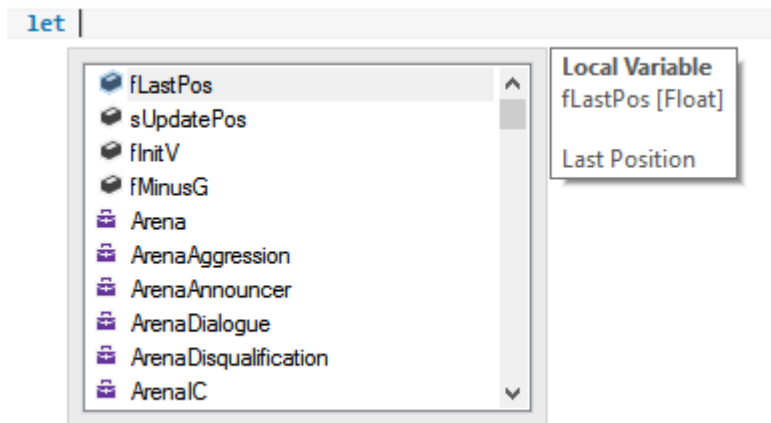 let
fLastPos
sUpdatePos
fInitV
fMinusG
Arena
ArenaAggression
ArenaAnnouncer
ArenaDialogue
ArenaDisqualification
ArenaIC
Local Variable
fLastPos [Float]
Last Position